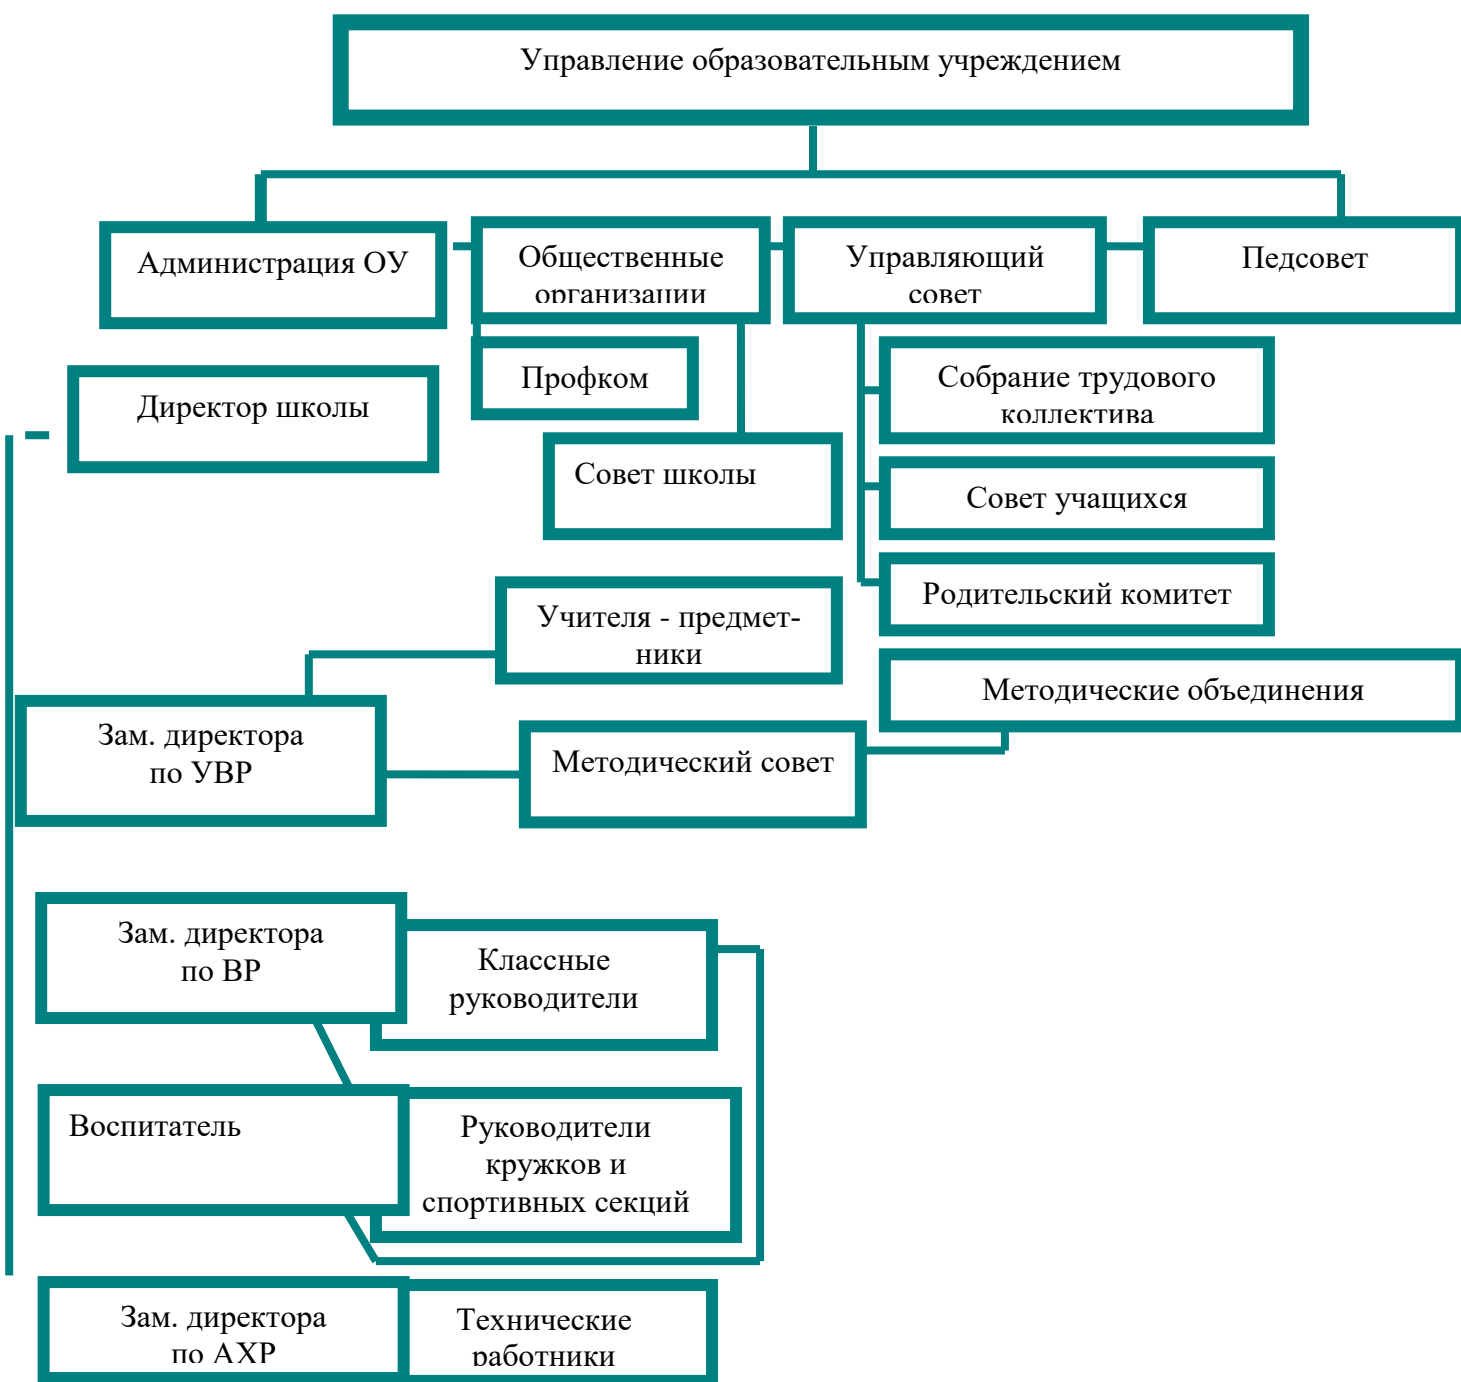 Управление образовательным учреждением
Администрация ОУ
Общественные
организации
Управляющий
совет
Педсовет
Директор школы
Профком
Собрание трудового
коллектива
Совет школы
Совет учащихся
Родительский комитет
Учителя - предмет-
ники
Методические объединения
Зам. директора
по УВР
Методический совет
Зам. директора
по ВР
Классные
руководители
Воспитатель
Руководители
кружков и
спортивных секций
Зам. директора
по АХР
Технические
работники